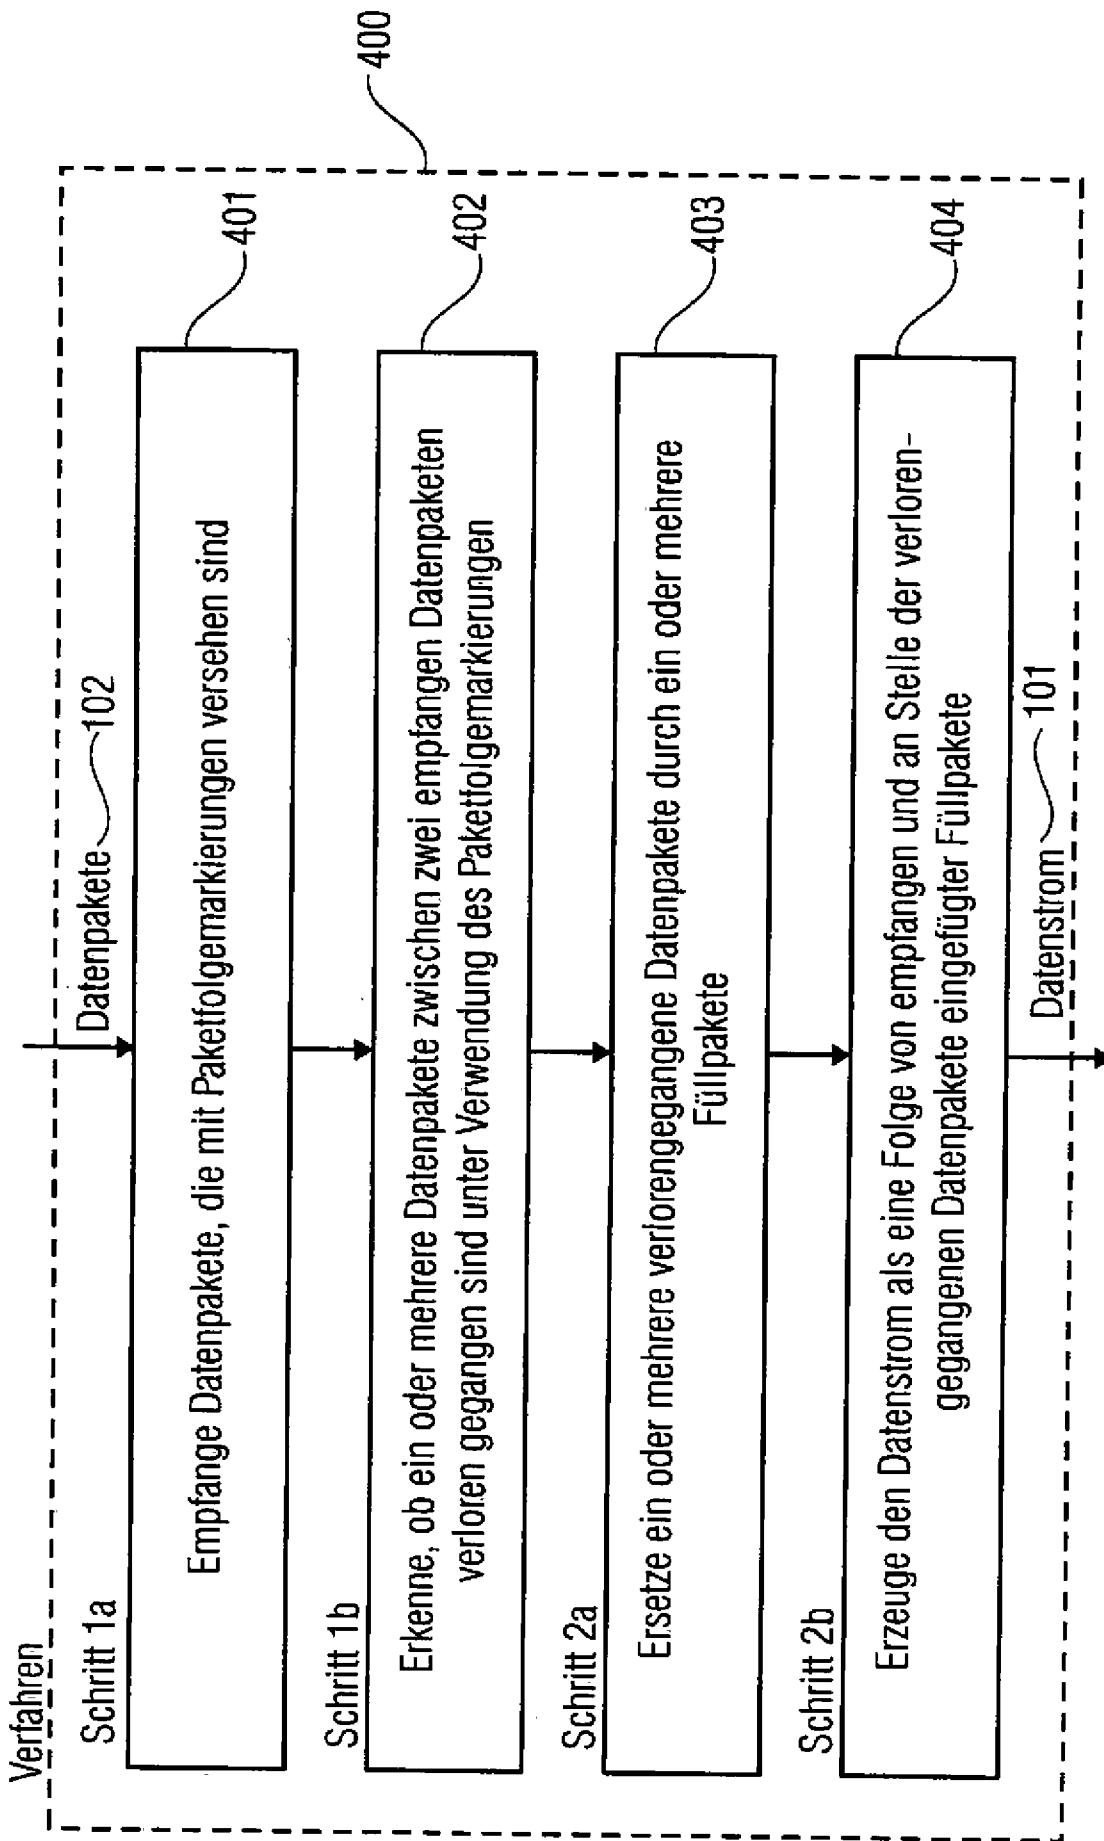 Verfahren
400
Datenpakete 102
Schritt 1a
401
Empfange Datenpakete, die mit Paketfolgemarkierungen versehen sind
Schritt 1b
402
Erkenne, ob ein oder mehrere Datenpakete zwischen zwei empfangen Datenpaketen
verloren gegangen sind unter Verwendung des Paketfolgemarkierungen
Schritt 2a
403
Ersetze ein oder mehrere verlorengegangene Datenpakete durch ein oder mehrere
Füllpakete
Schritt 2b
404
Erzeuge den Datenstrom als eine Folge von empfangen und an Stelle der verloren-
gegangenen Datenpakete eingefügter Füllpakete
Datenstrom 101